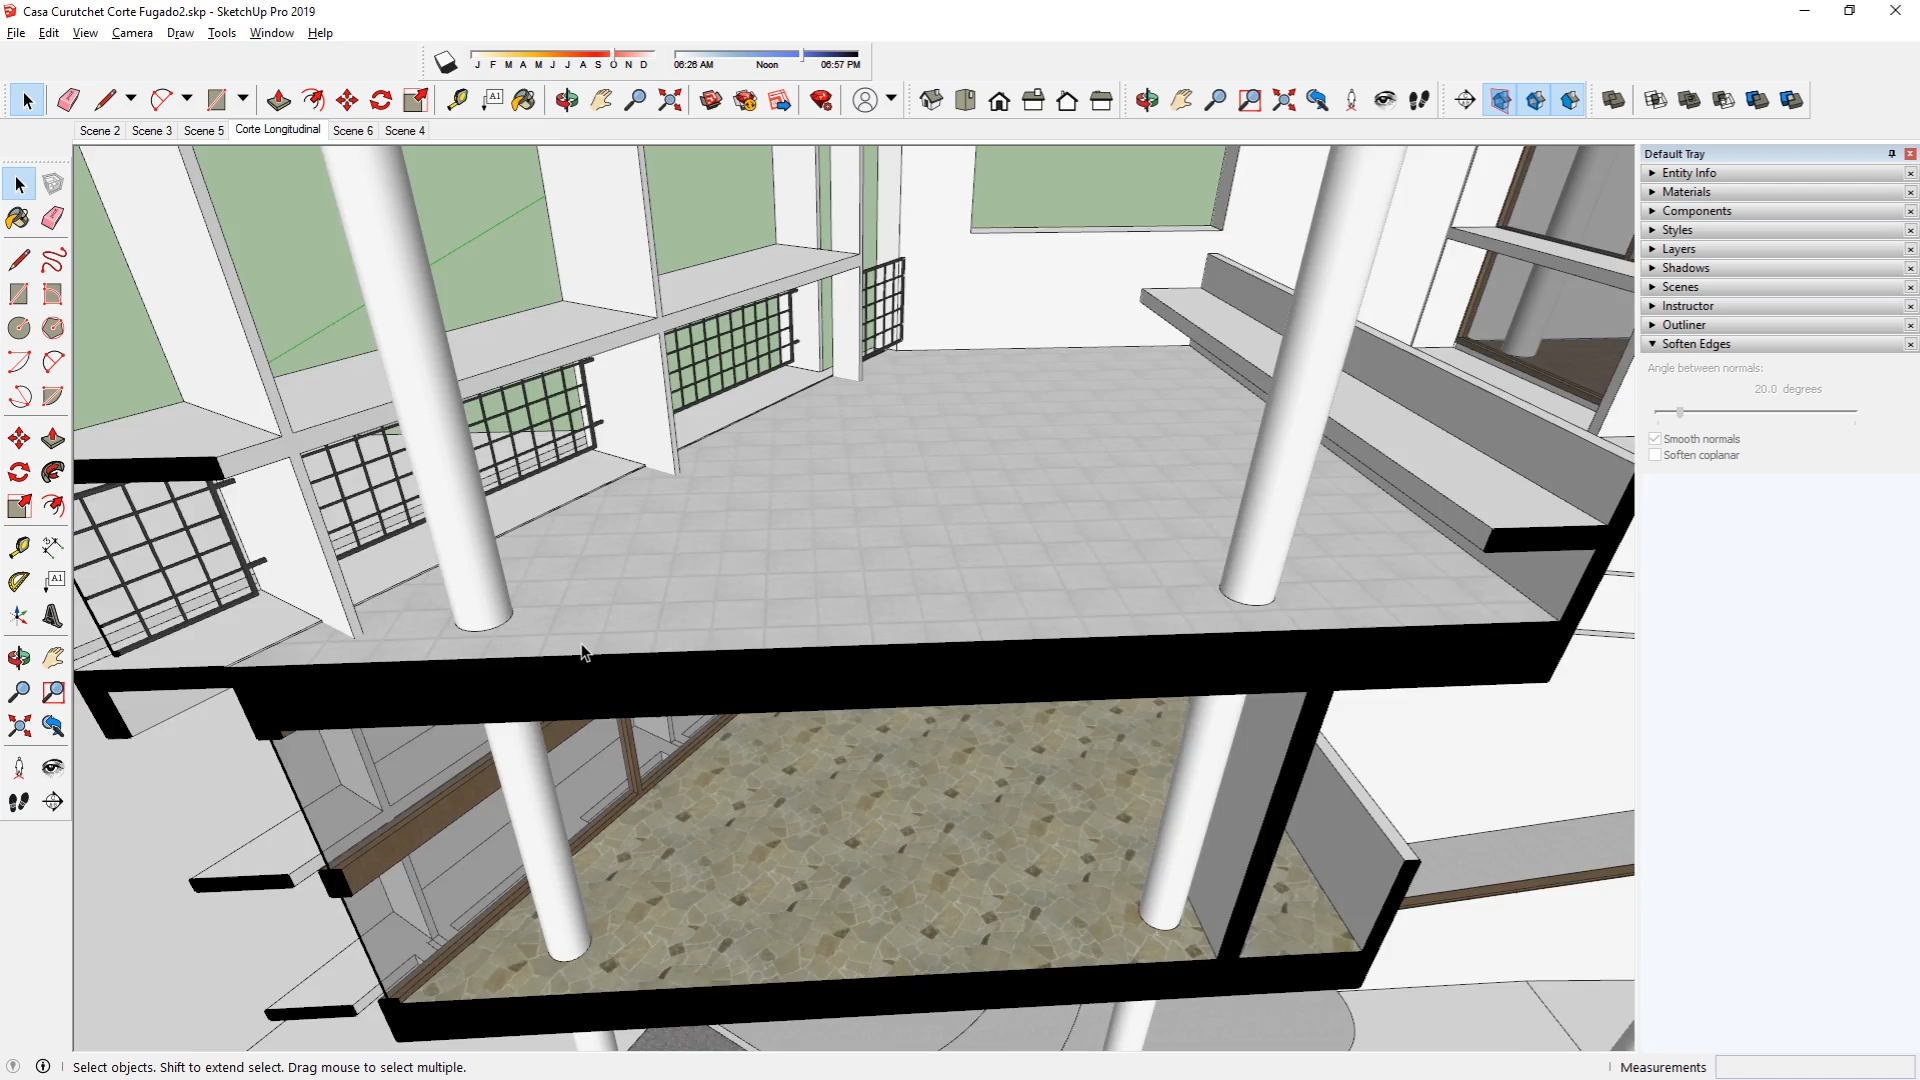 Casa Curutchet Corte Fugado2.skp - SketchUp Pro 2019
File Edit View Camera Draw Tools Window Help
J F M A M J J A S O N D
06:26 AM Noon 06:57 PM
A1
Scene 2 Scene 3 Scene 5 Corte Longitudinal Scene 6 Scene 4
Default Tray
Entity Info
Materials
Components
Styles
Layers
Shadows
Scenes
Instructor
Outliner
Soften Edges
Angle between normals:
20.0 degrees
Smooth normals
Soften coplanar
A1
Select objects. Shift to extend select. Drag mouse to select multiple.
Measurements